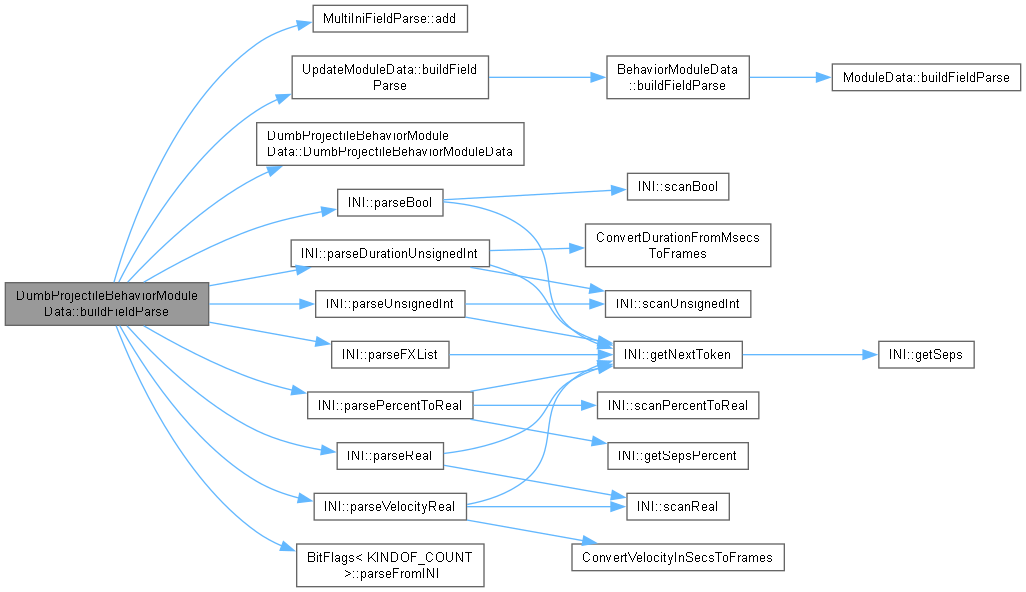 MultiIniFieldParse::add
UpdateModuleData::buildField
Parse
BehaviorModuleData
::buildFieldParse
ModuleData::buildFieldParse
DumbProjectileBehaviorModule
Data::DumbProjectileBehaviorModuleData
INI::parseBool
INI::scanBool
INI::parseDurationUnsignedInt
ConvertDurationFromMsecs
ToFrames
DumbProjectileBehaviorModule
Data::buildFieldParse
INI::parseUnsignedInt
INI::scanUnsignedInt
INI::parseFXList
INI::getNextToken
INI::getSeps
INI::parsePercentToReal
INI::scanPercentToReal
INI::parseReal
INI::getSepsPercent
INI::parseVelocityReal
INI::scanReal
BitFlags< KINDOF_COUNT
>::parseFromINI
ConvertVelocityInSecsToFrames